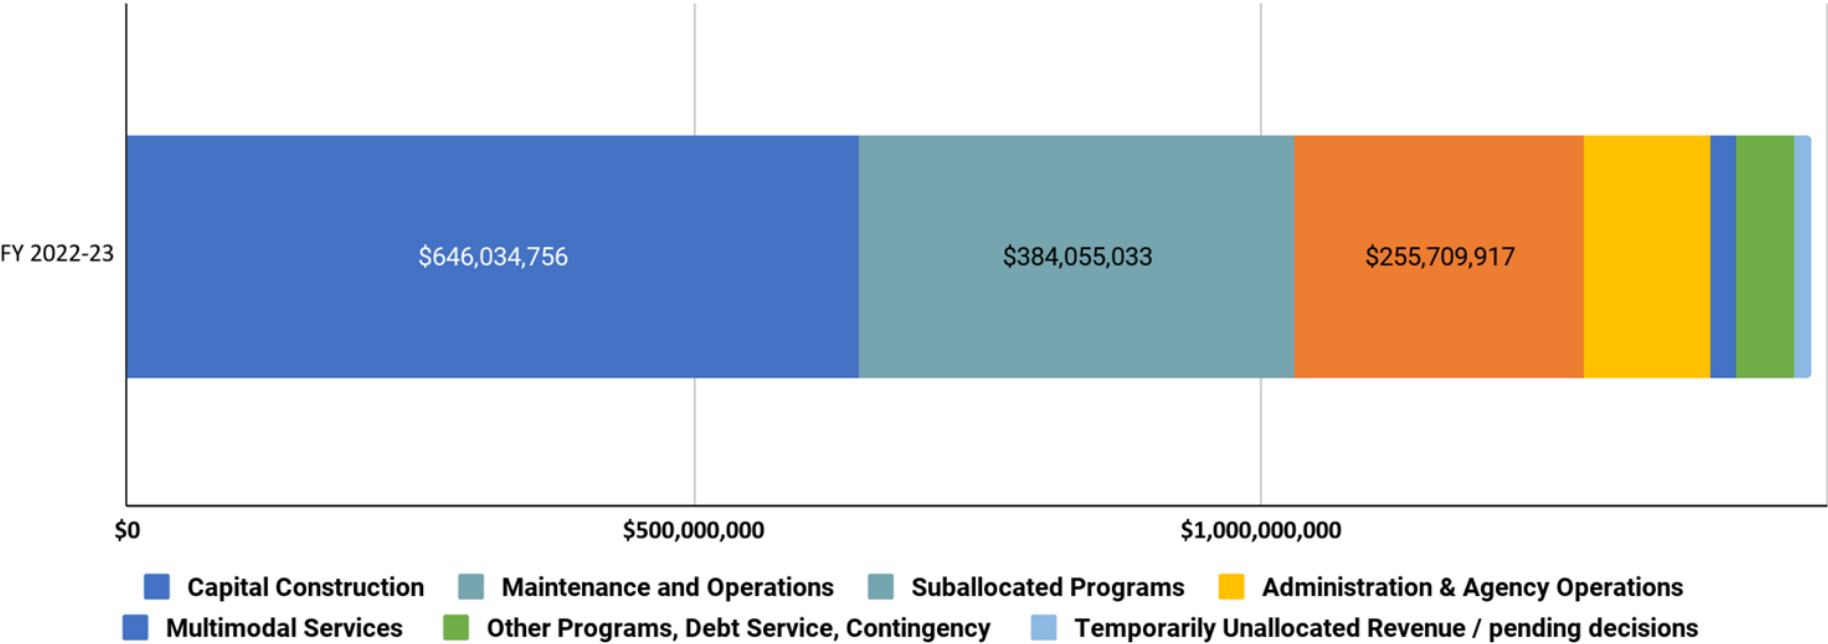 $646,034,756 $384,055,033 $255,709,917
FY 2022-23
$0 $500,000,000 $1,000,000,000
Capital Construction Maintenance and Operations Suballocated Programs Administration & Agency Operations
Multimodal Services Other Programs, Debt Service, Contingency Temporarily Unallocated Revenue / pending decisions